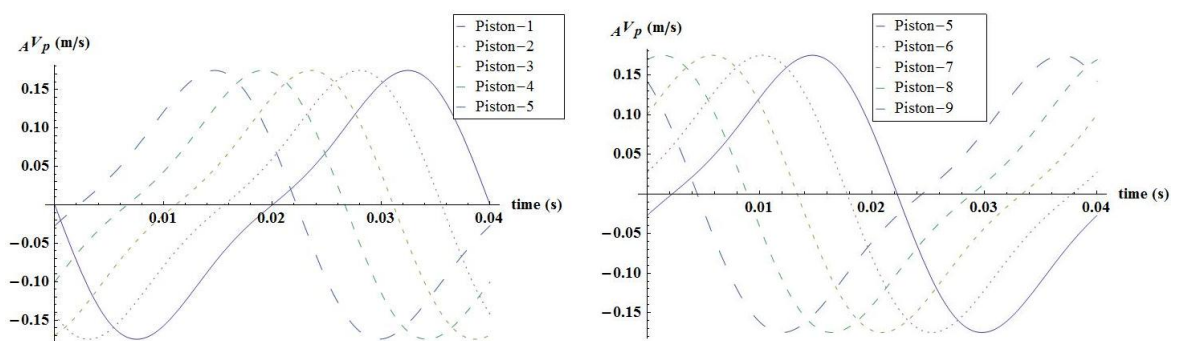 AVp (m/s)
Piston−1
Piston−2
Piston−3
Piston−4
Piston−5
0.15
0.10
0.05
−0.05
−0.10
−0.15
0.01 0.02 0.03 0.04
time (s)
AVp (m/s)
Piston−5
Piston−6
Piston−7
Piston−8
Piston−9
0.15
0.10
0.05
−0.05
−0.10
−0.15
0.01 0.02 0.03 0.04
time (s)